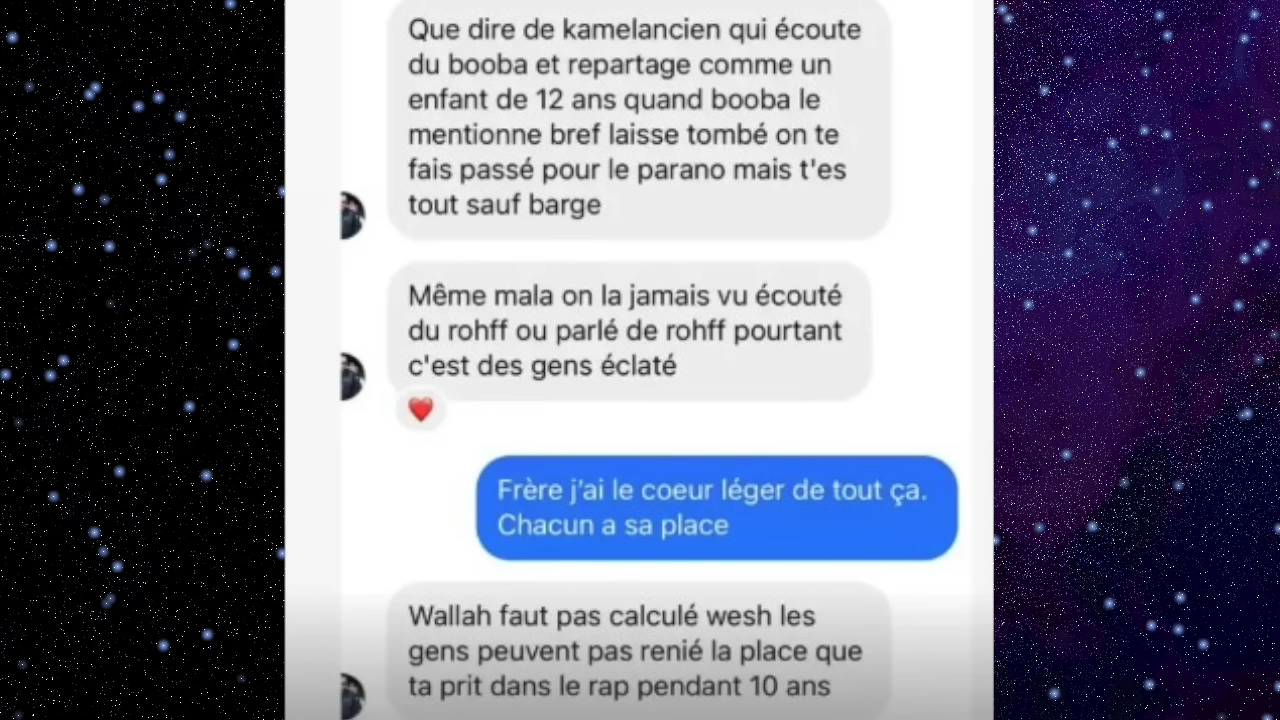 Que dire de kamelancien qui écoute
du booba et repartage comme un
enfant de 12 ans quand booba le
mentionne bref laisse tombé on te
fais passé pour le parano mais t'es
tout sauf barge
Même mala on la jamais vu écouté
du rohff ou parlé de rohff pourtant
c'est des gens éclaté
Frère j'ai le coeur léger de tout ça.
Chacun a sa place
Wallah faut pas calculé wesh les
gens peuvent pas renié la place que
ta prit dans le rap pendant 10 ans